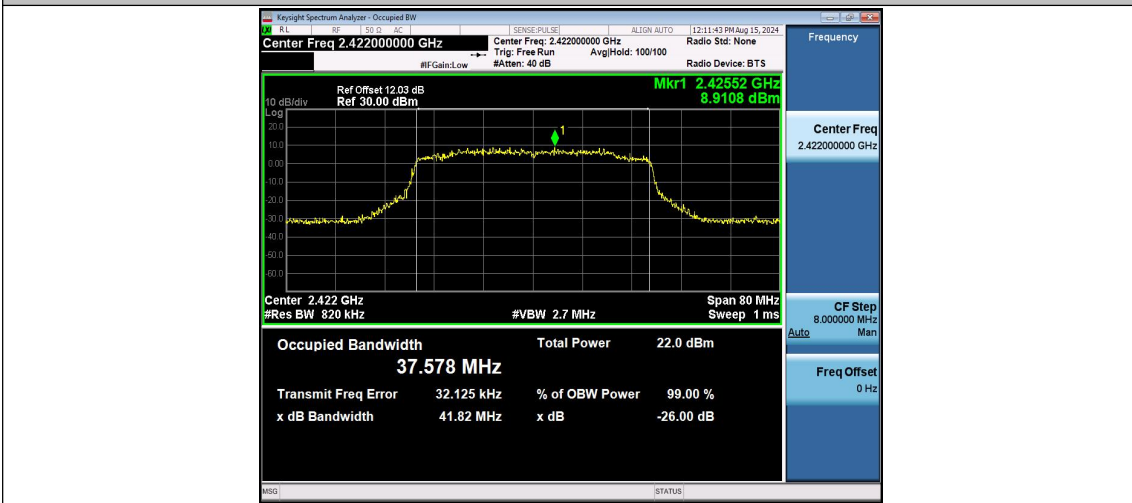 Keysight Spectrum Analyzer - Occupied BW
RL RF 50 Ω AC SENSE:PULSE ALIGN AUTO 12:11:43 PM Aug 15, 2024
Center Freq 2.422000000 GHz
Center Freq: 2.422000000 GHz
Radio Std: None
Trig: Free Run Avg|Hold: 100/100
#IFGain:Low #Atten: 40 dB Radio Device: BTS
Frequency
Ref Offset 12.03 dB
Mkr1 2.42552 GHz
10 dB/div Ref 30.00 dBm 8.9108 dBm
Log
20.0
1
10.0
0.00
-10.0
-20.0
-30.0
-40.0
-50.0
-60.0
Center 2.422 GHz Span 80 MHz
#Res BW 820 kHz #VBW 2.7 MHz Sweep 1 ms
Occupied Bandwidth Total Power 22.0 dBm
37.578 MHz
Transmit Freq Error 32.125 kHz % of OBW Power 99.00 %
x dB Bandwidth 41.82 MHz x dB -26.00 dB
Center Freq
2.422000000 GHz
CF Step
8.000000 MHz
Auto Man
Freq Offset
0 Hz
MSG STATUS